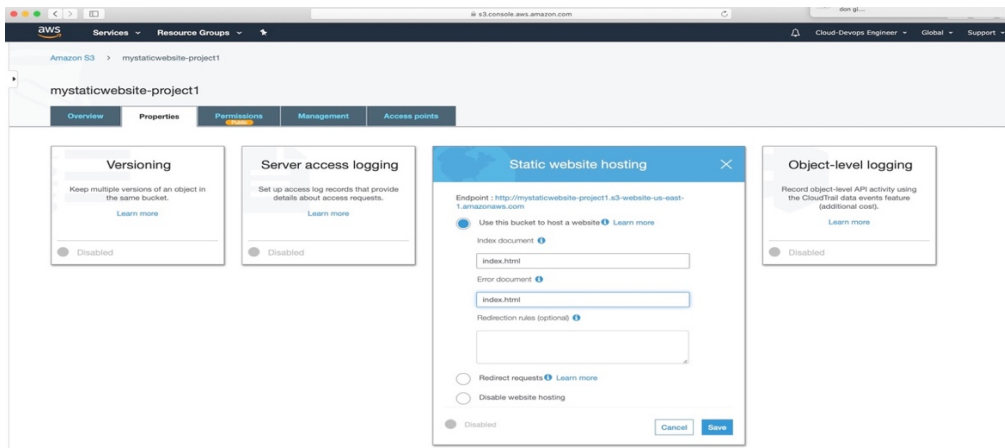 s3.console.aws.amazon.com
don gl...
aws Services Resource Groups Cloud-Devops Engineer Global Support
Amazon S3 > mystaticwebsite-project1
mystaticwebsite-project1
Overview Properties Permissions Management Access points
Public
Versioning
Keep multiple versions of an object in
the same bucket.
Learn more
Disabled
Server access logging
Set up access log records that provide
details about access requests.
Learn more
Disabled
Static website hosting
Endpoint : http://mystaticwebsite-project1.s3-website-us-east-
1.amazonaws.com
Use this bucket to host a website Learn more
Index document
index.html
Error document
index.html
Redirection rules (optional)
Redirect requests Learn more
Disable website hosting
Disabled
Cancel Save
Object-level logging
Record object-level API activity using
the CloudTrail data events feature
(additional cost).
Learn more
Disabled